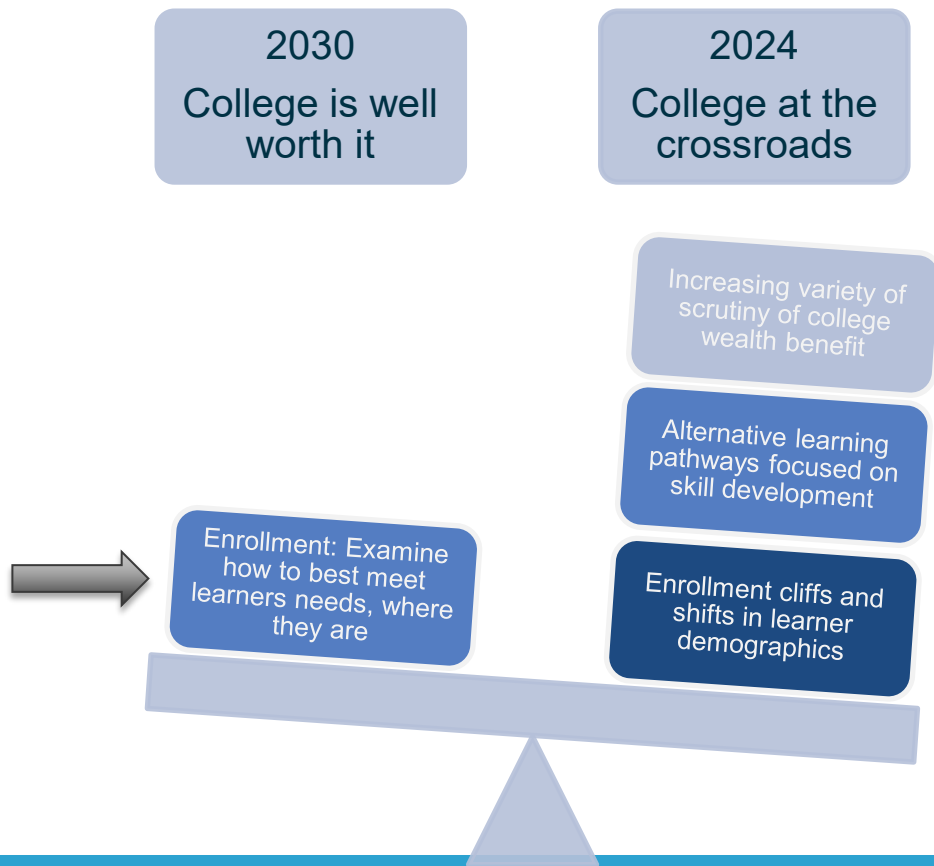 2030
College is well
worth it
2024
College at the
crossroads
Increasing variety of
scrutiny of college
wealth benefit
Alternative learning
pathways focused on
skill development
Enrollment: Examine
how to best meet
learners needs, where
they are
Enrollment cliffs and
shifts in learner
demographics